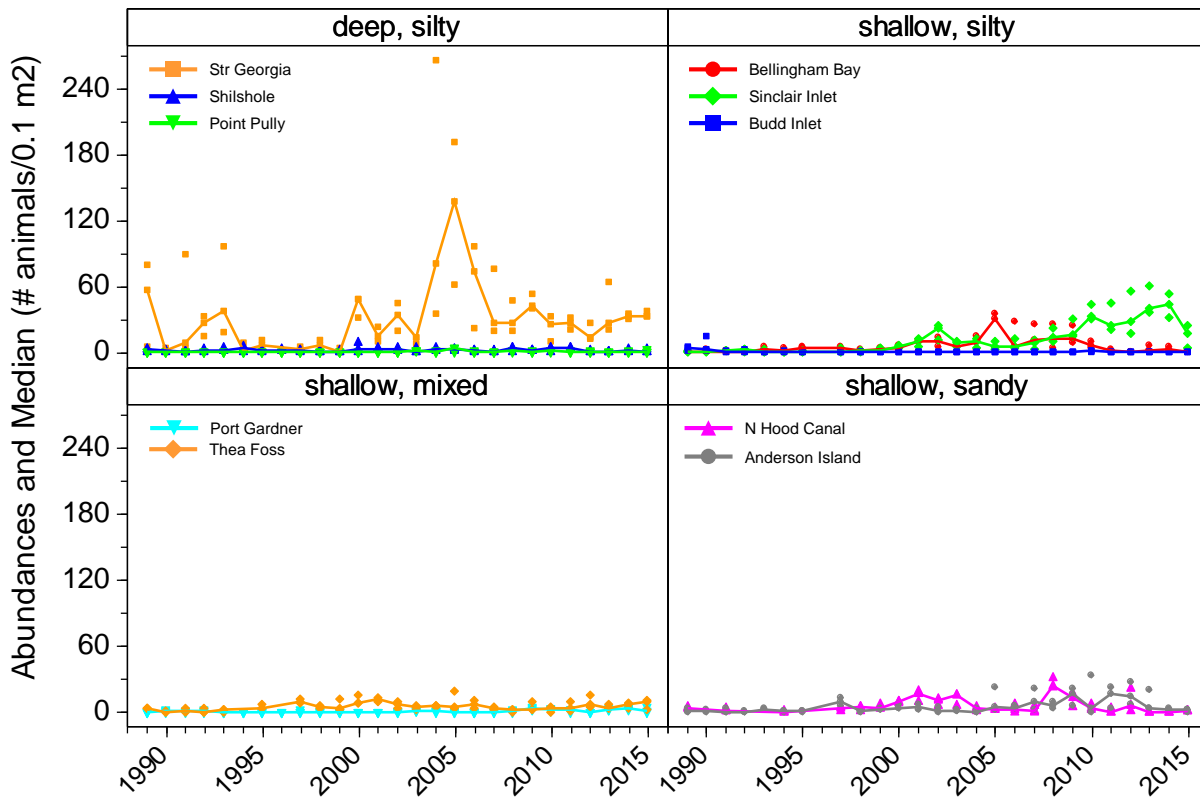 deep, silty
shallow, silty
Str Georgia
Shilshole
Point Pully
Bellingham Bay
Sinclair Inlet
Budd Inlet
240
180
120
60
0
shallow, mixed
shallow, sandy
Port Gardner
Thea Foss
N Hood Canal
Anderson Island
240
180
120
60
0
1990
1995
2000
2005
2010
2015
1990
1995
2000
2005
2010
2015
Abundances and Median (# animals/0.1 m2)